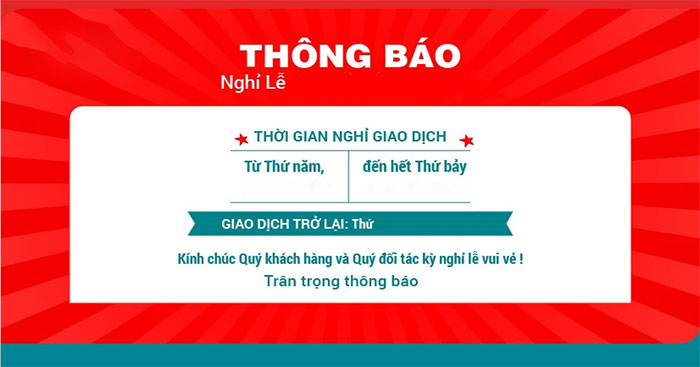 THÔNG BÁO
Nghỉ Lễ
THỜI GIAN NGHỈ GIAO DỊCH
Từ Thứ năm, đến hết Thứ bảy
GIAO DỊCH TRỞ LẠI: Thứ
Kính chúc Quý khách hàng và Quý đối tác kỳ nghỉ lễ vui vẻ !
Trân trọng thông báo